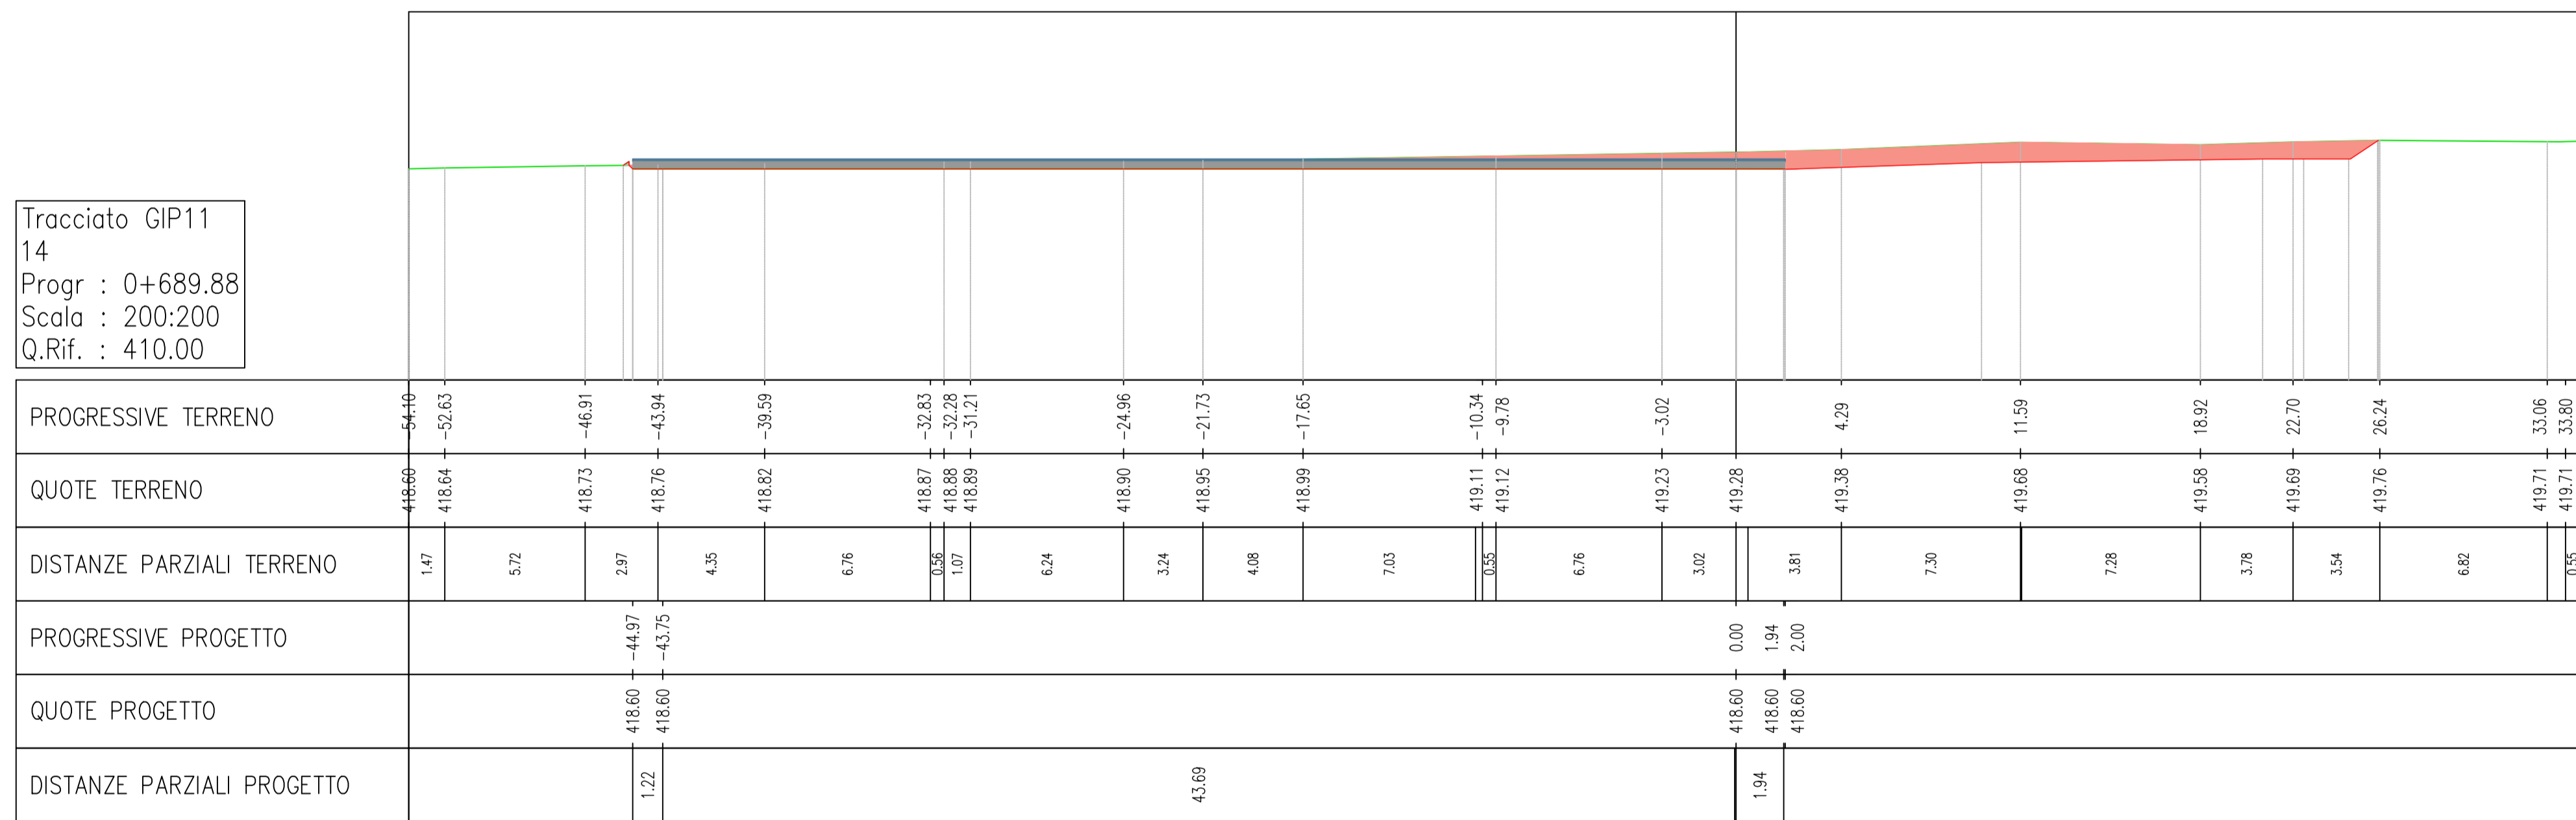 Tracciato GIP11
14
Progr : 0+689.88
Scala : 200:200
Q.Rif. : 410.00
PROGRESSIVE TERRENO -54.10 -52.63 -46.91 -43.94 -39.59 -32.83 -32.28 -31.21 -24.96 -21.73 -17.65 -10.34 -9.78 -3.02 4.29 11.59 18.92 22.70 26.24 33.06 33.80
QUOTE TERRENO 418.60 418.64 418.73 418.76 418.82 418.87 418.88 418.89 418.90 418.95 418.99 419.11 419.12 419.23 419.28 419.38 419.68 419.58 419.69 419.76 419.71 419.71
DISTANZE PARZIALI TERRENO 1.47 5.72 2.97 4.35 6.76 0.56 1.07 6.24 3.24 4.08 7.03 0.55 6.76 3.02 3.81 7.30 7.28 3.78 3.54 6.82 0.55
PROGRESSIVE PROGETTO -44.97 -43.75 0.00 1.94 2.00
QUOTE PROGETTO 418.60 418.60 418.60 418.60 418.60
DISTANZE PARZIALI PROGETTO 1.22 43.69 1.94